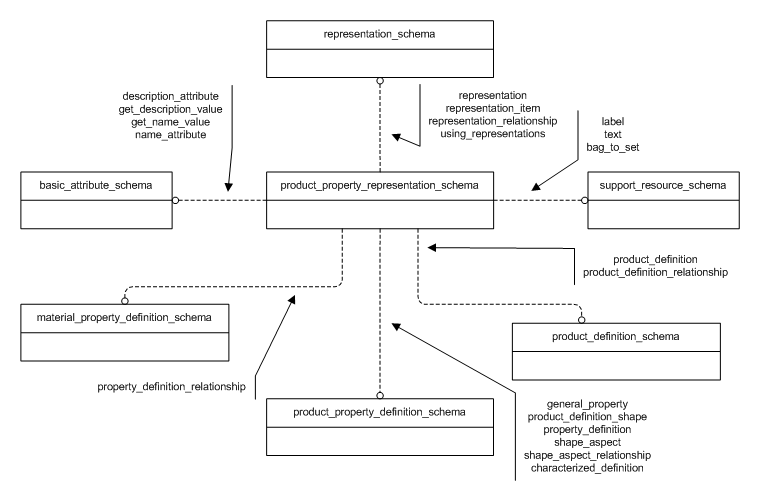 representation_schema
description_attribute
get_description_value
get_name_value
name_attribute
representation
representation_item
representation_relationship
using_representations
label
text
bag_to_set
basic_attribute_schema
product_property_representation_schema
support_resource_schema
product_definition
product_definition_relationship
material_property_definition_schema
product_definition_schema
property_definition_relationship
product_property_definition_schema
general_property
product_definition_shape
property_definition
shape_aspect
shape_aspect_relationship
characterized_definition